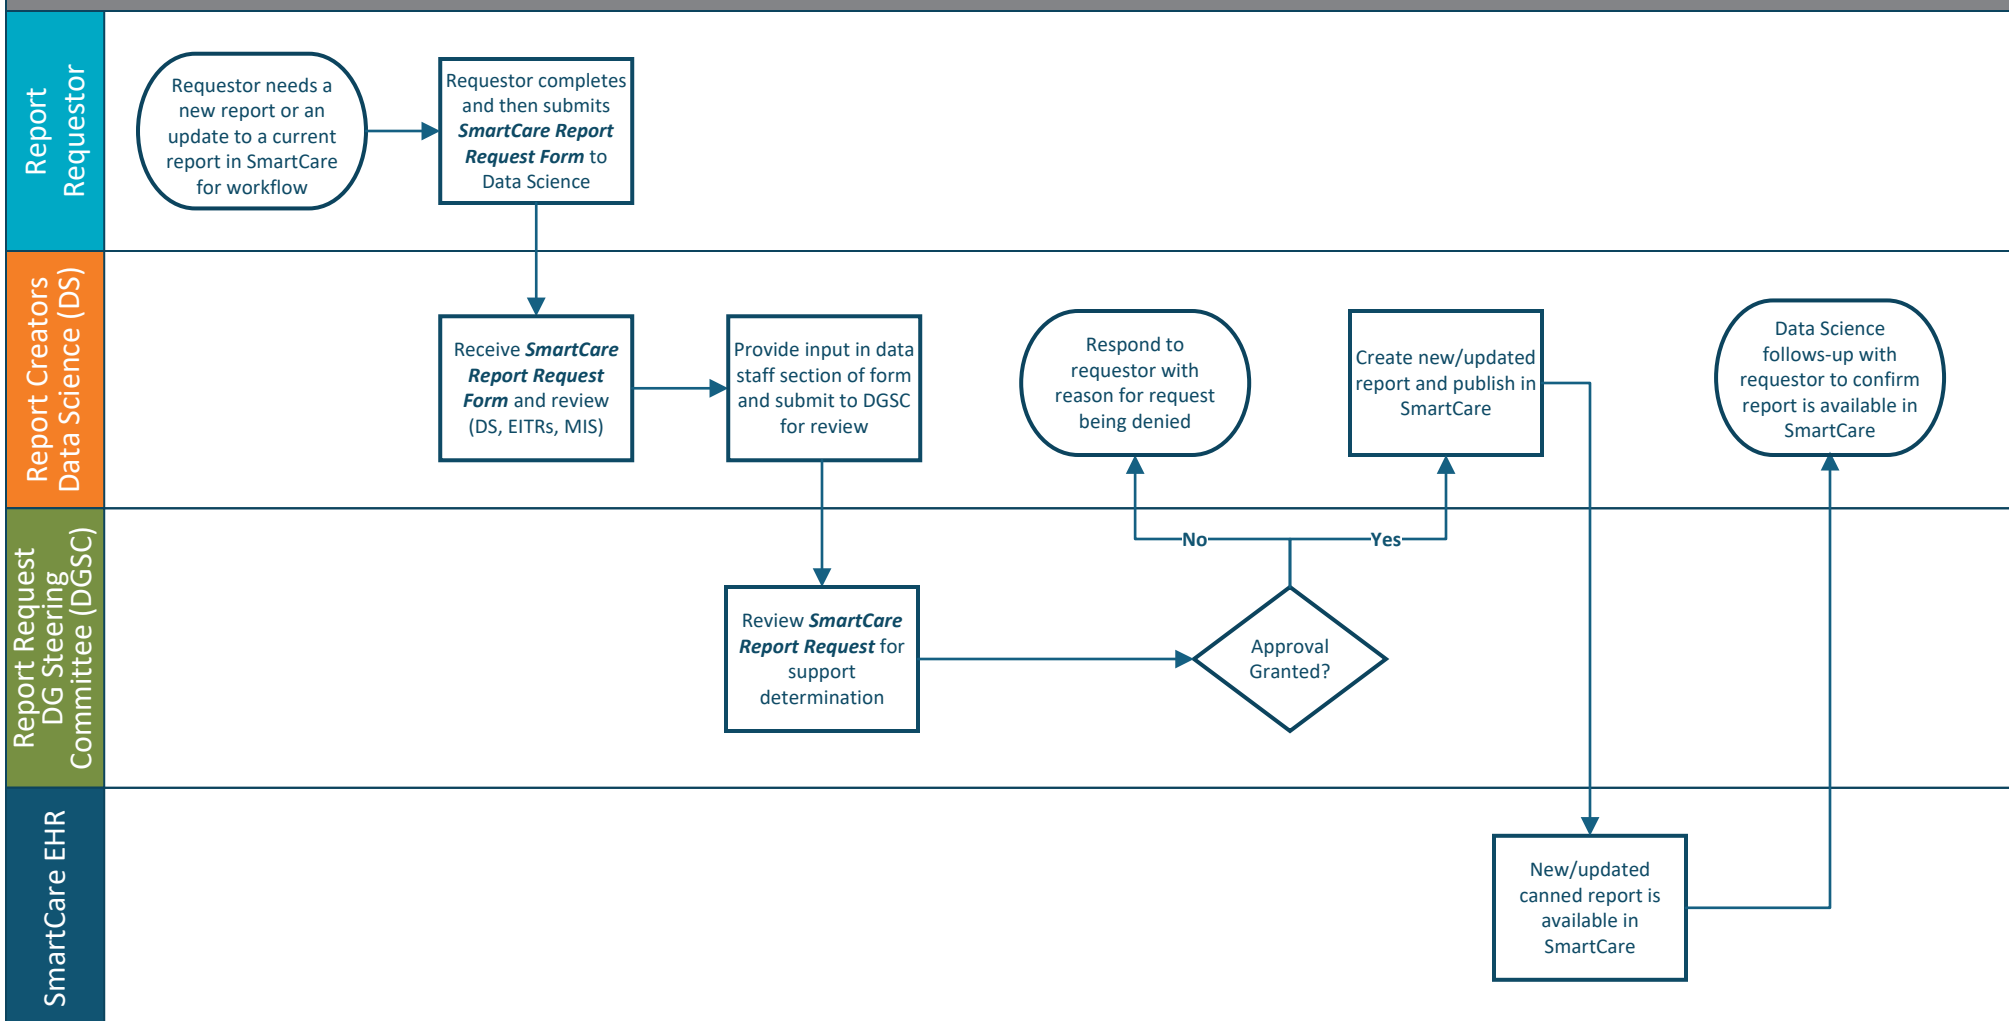 Report
Requestor
Requestor needs a
new report or an
update to a current
report in SmartCare
for workflow
Requestor completes
and then submits
SmartCare Report
Request Form to
Data Science
Report Creators
Data Science (DS)
Receive SmartCare
Report Request
Form and review
(DS, EITRs, MIS)
Provide input in data
staff section of form
and submit to DGSC
for review
Respond to
requestor with
reason for request
being denied
Create new/updated
report and publish in
SmartCare
Data Science
follows-up with
requestor to confirm
report is available in
SmartCare
Report Request
DG Steering
Committee (DGSC)
No
Yes
Review SmartCare
Report Request for
support
determination
Approval
Granted?
SmartCare EHR
New/updated
canned report is
available in
SmartCare